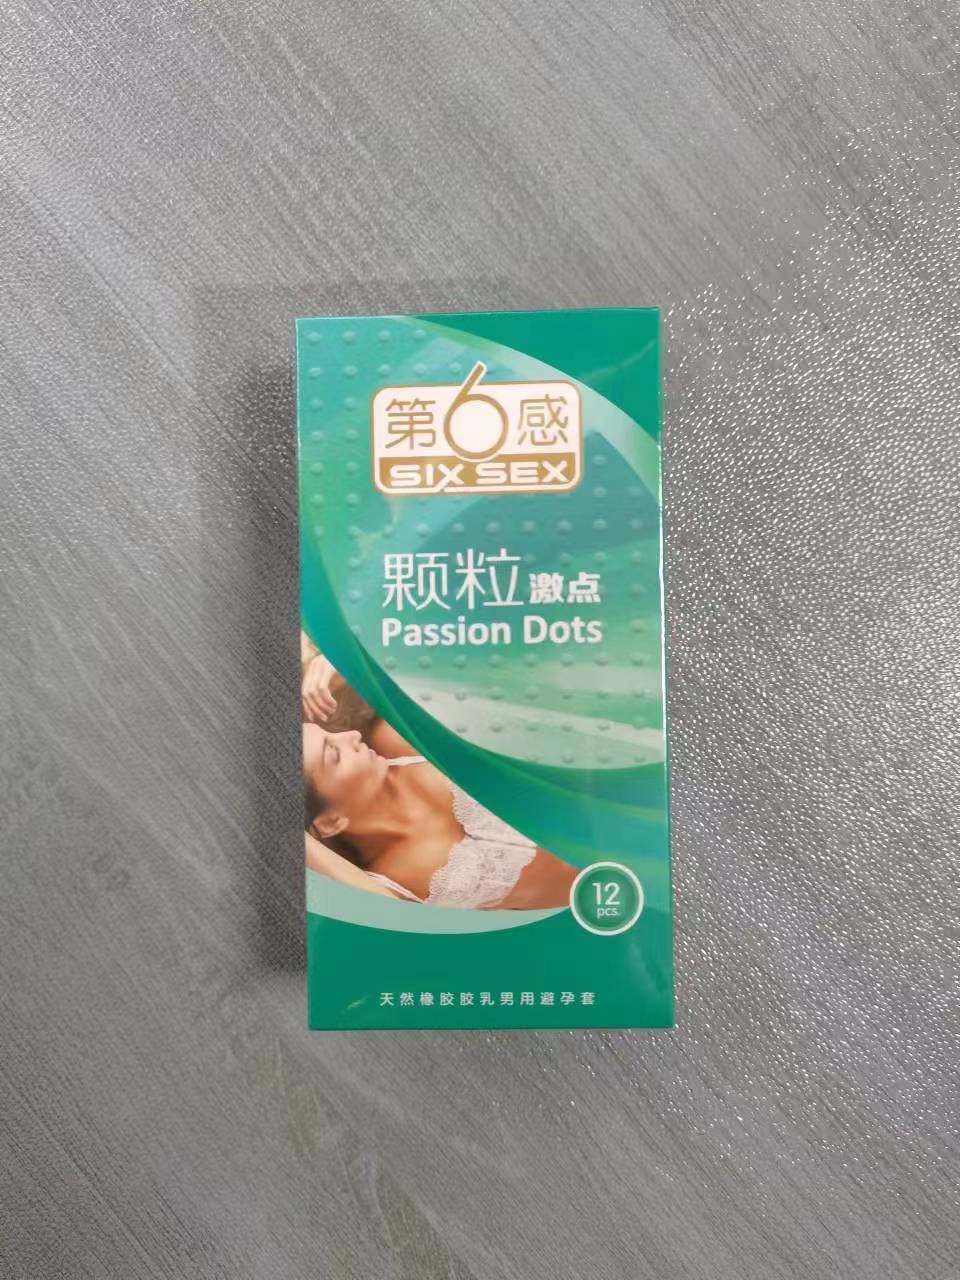 第6感
SIX SEX
颗粒激点
Passion Dots
12
pcs.
天然橡胶胶乳男用避孕套